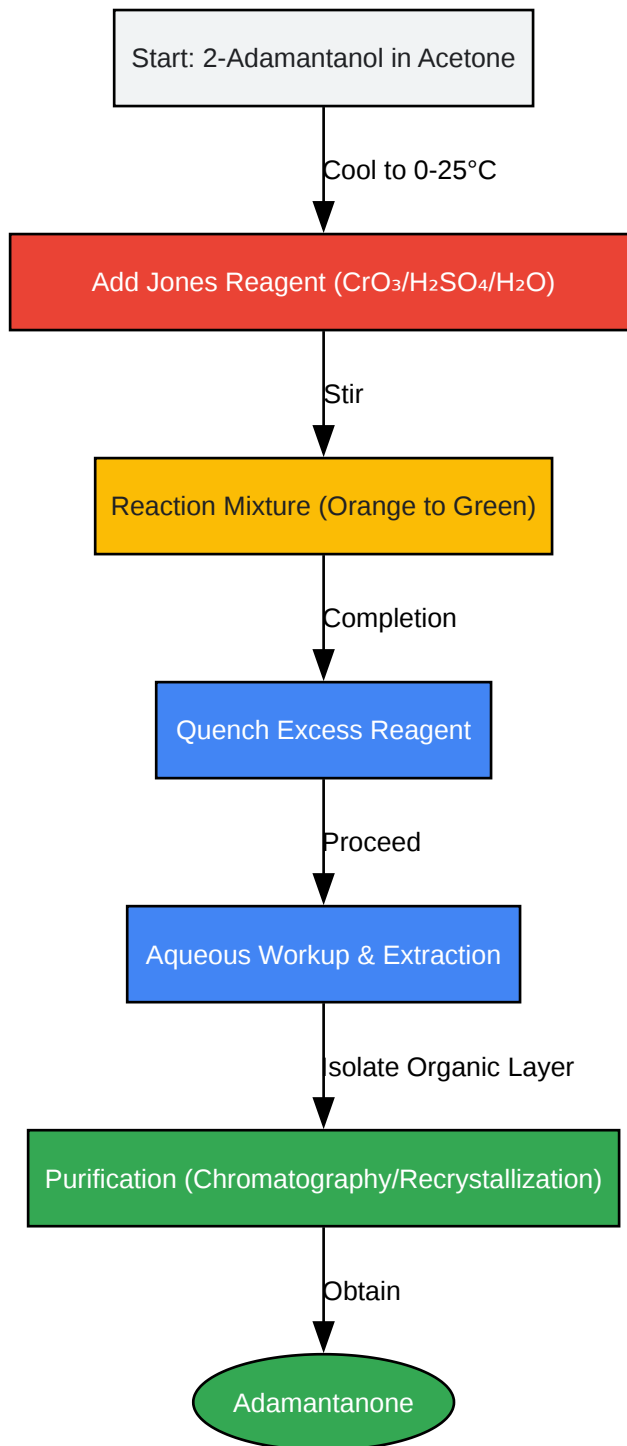 Start: 2-Adamantanol in Acetone
Cool to 0-25°C
Add Jones Reagent (CrO₃/H₂SO₄/H₂O)
Stir
Reaction Mixture (Orange to Green)
Completion
Quench Excess Reagent
Proceed
Aqueous Workup & Extraction
Isolate Organic Layer
Purification (Chromatography/Recrystallization)
Obtain
Adamantanone